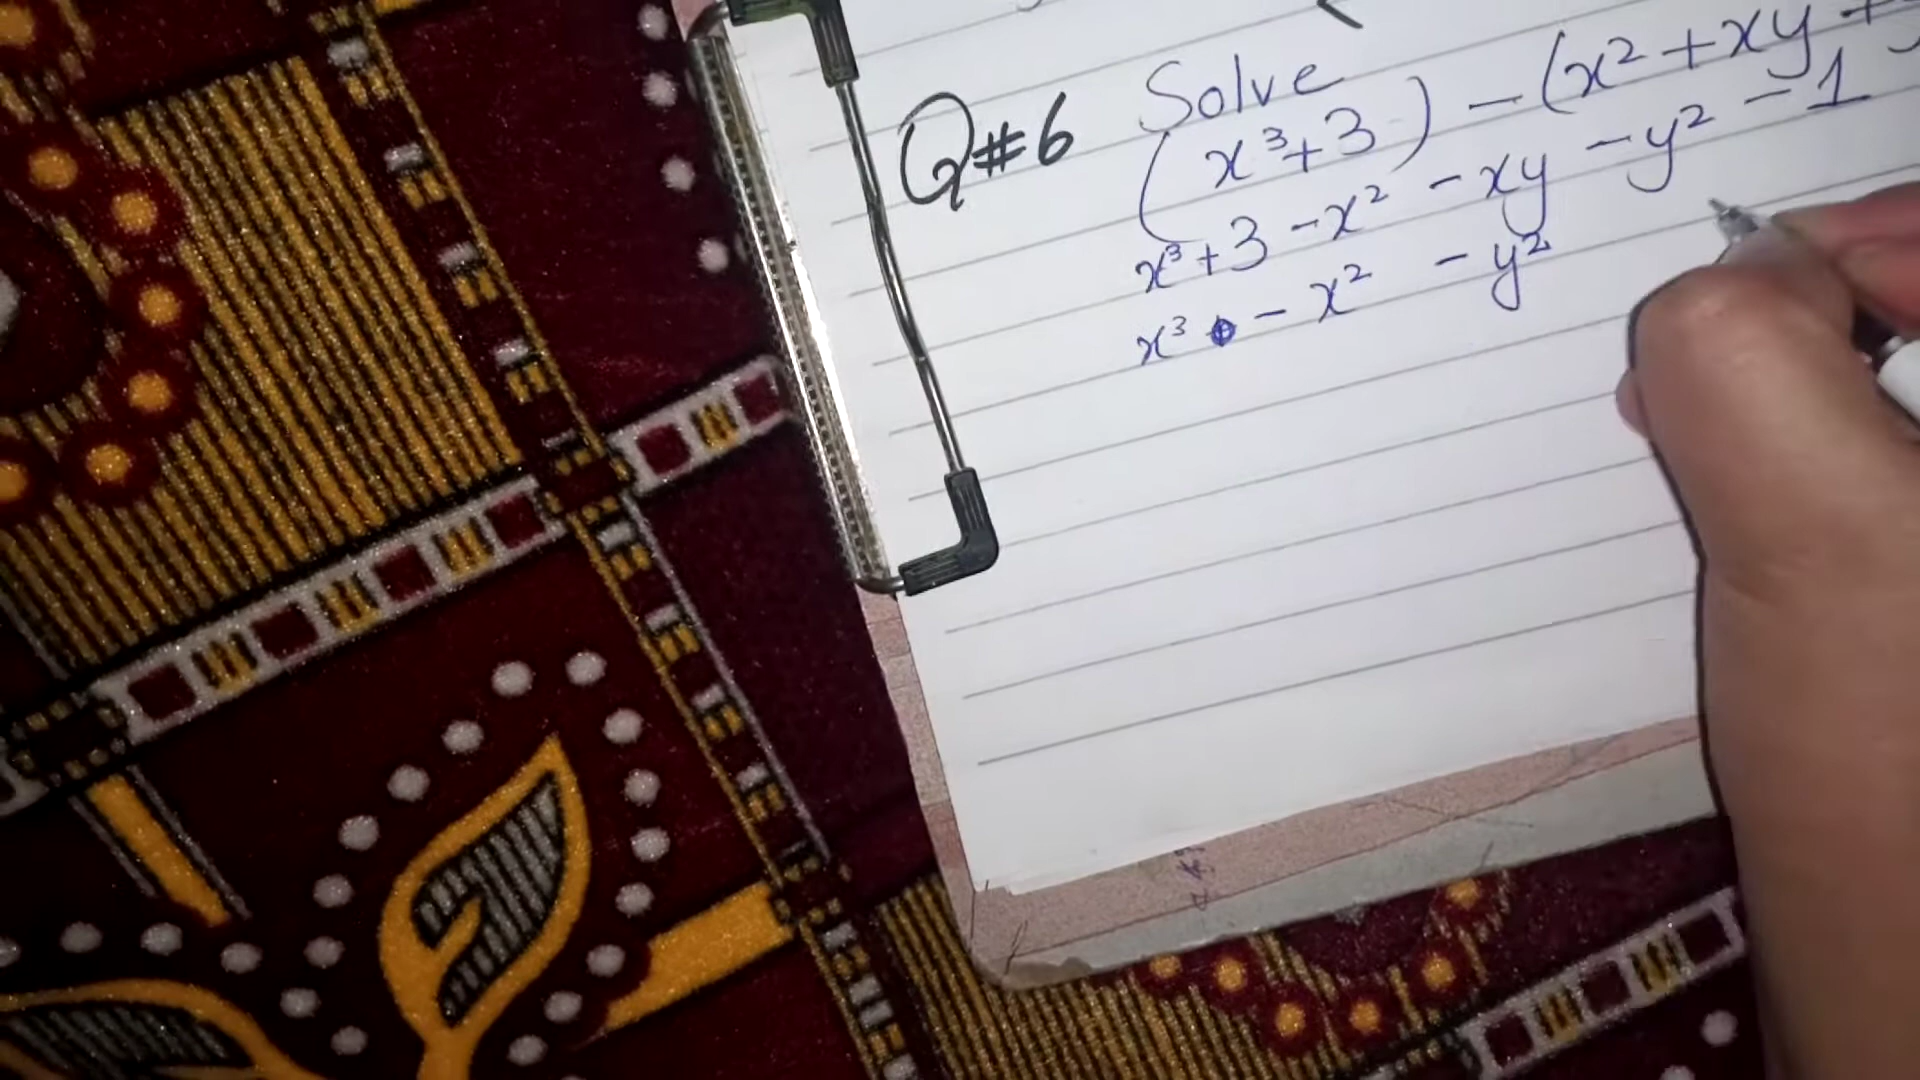 Q#6 Solve
(x³+3) - (x²+xy+
x³+3-x² -xy -y² -1
x³ - x² - y²